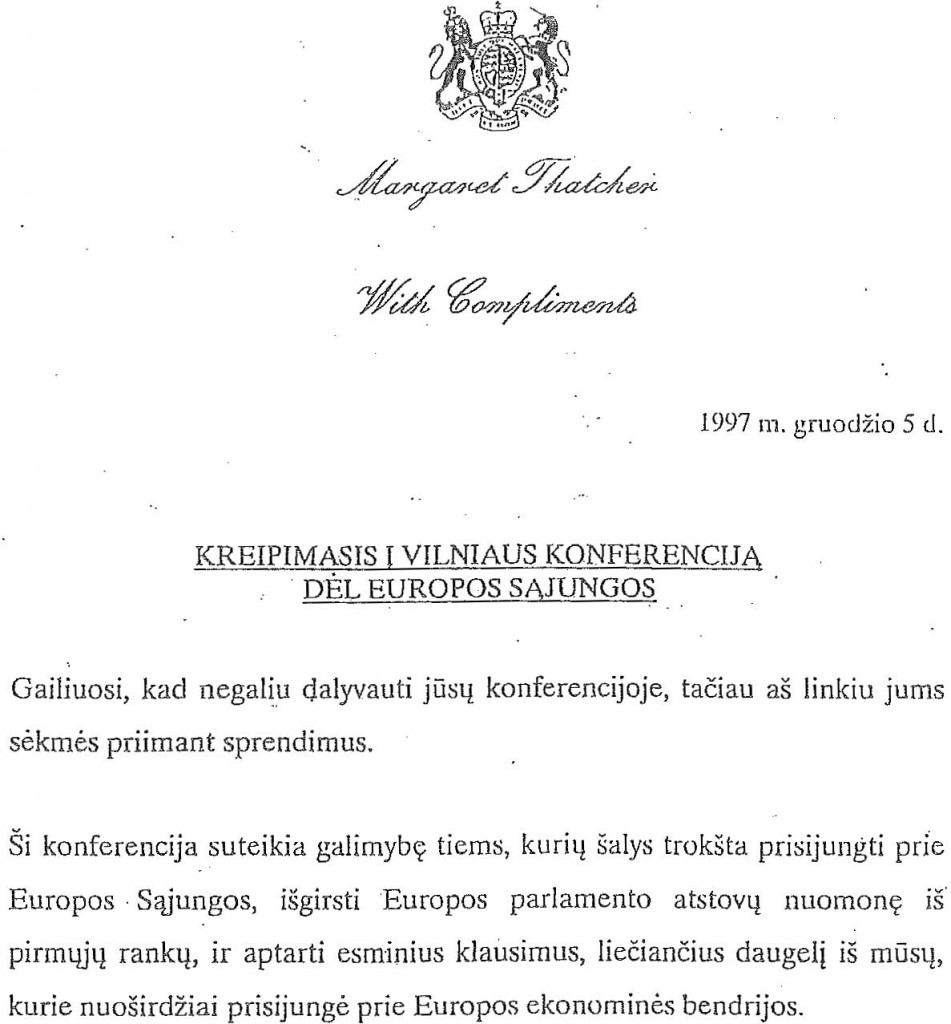 Margaret Thatcher
With Compliments
1997 m. gruodžio 5 d.
KREIPIMASIS Į VILNIAUS KONFERENCIJĄ
DĖL EUROPOS SĄJUNGOS
Gailiuosi, kad negaliu dalyvauti jūsų konferencijoje, tačiau aš linkiu jums
sėkmės priimant sprendimus.
Ši konferencija suteikia galimybę tiems, kurių šalys trokšta prisijungti prie
Europos Sąjungos, išgirsti Europos parlamento atstovų nuomonę iš
pirmųjų rankų, ir aptarti esminius klausimus, liečiančius daugelį iš mūsų,
kurie nuoširdžiai prisijungė prie Europos ekonominės bendrijos.